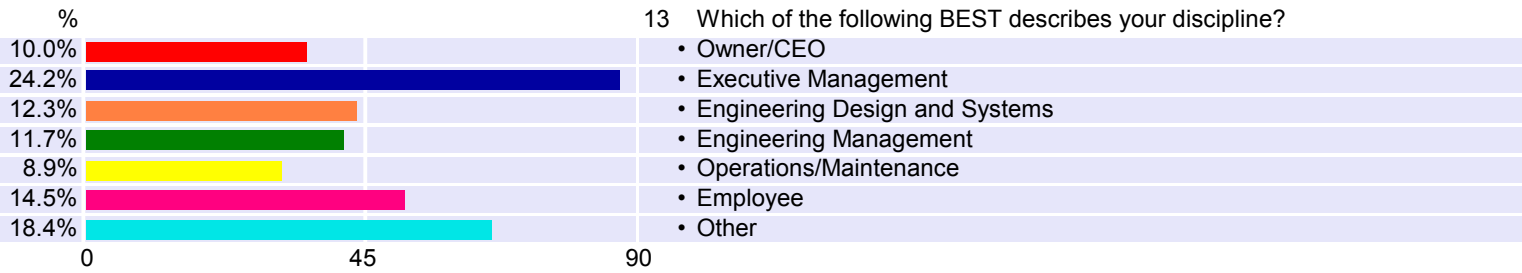 % 13 Which of the following BEST describes your discipline?
10.0% • Owner/CEO
24.2% • Executive Management
12.3% • Engineering Design and Systems
11.7% • Engineering Management
8.9% • Operations/Maintenance
14.5% • Employee
18.4% • Other
0 45 90